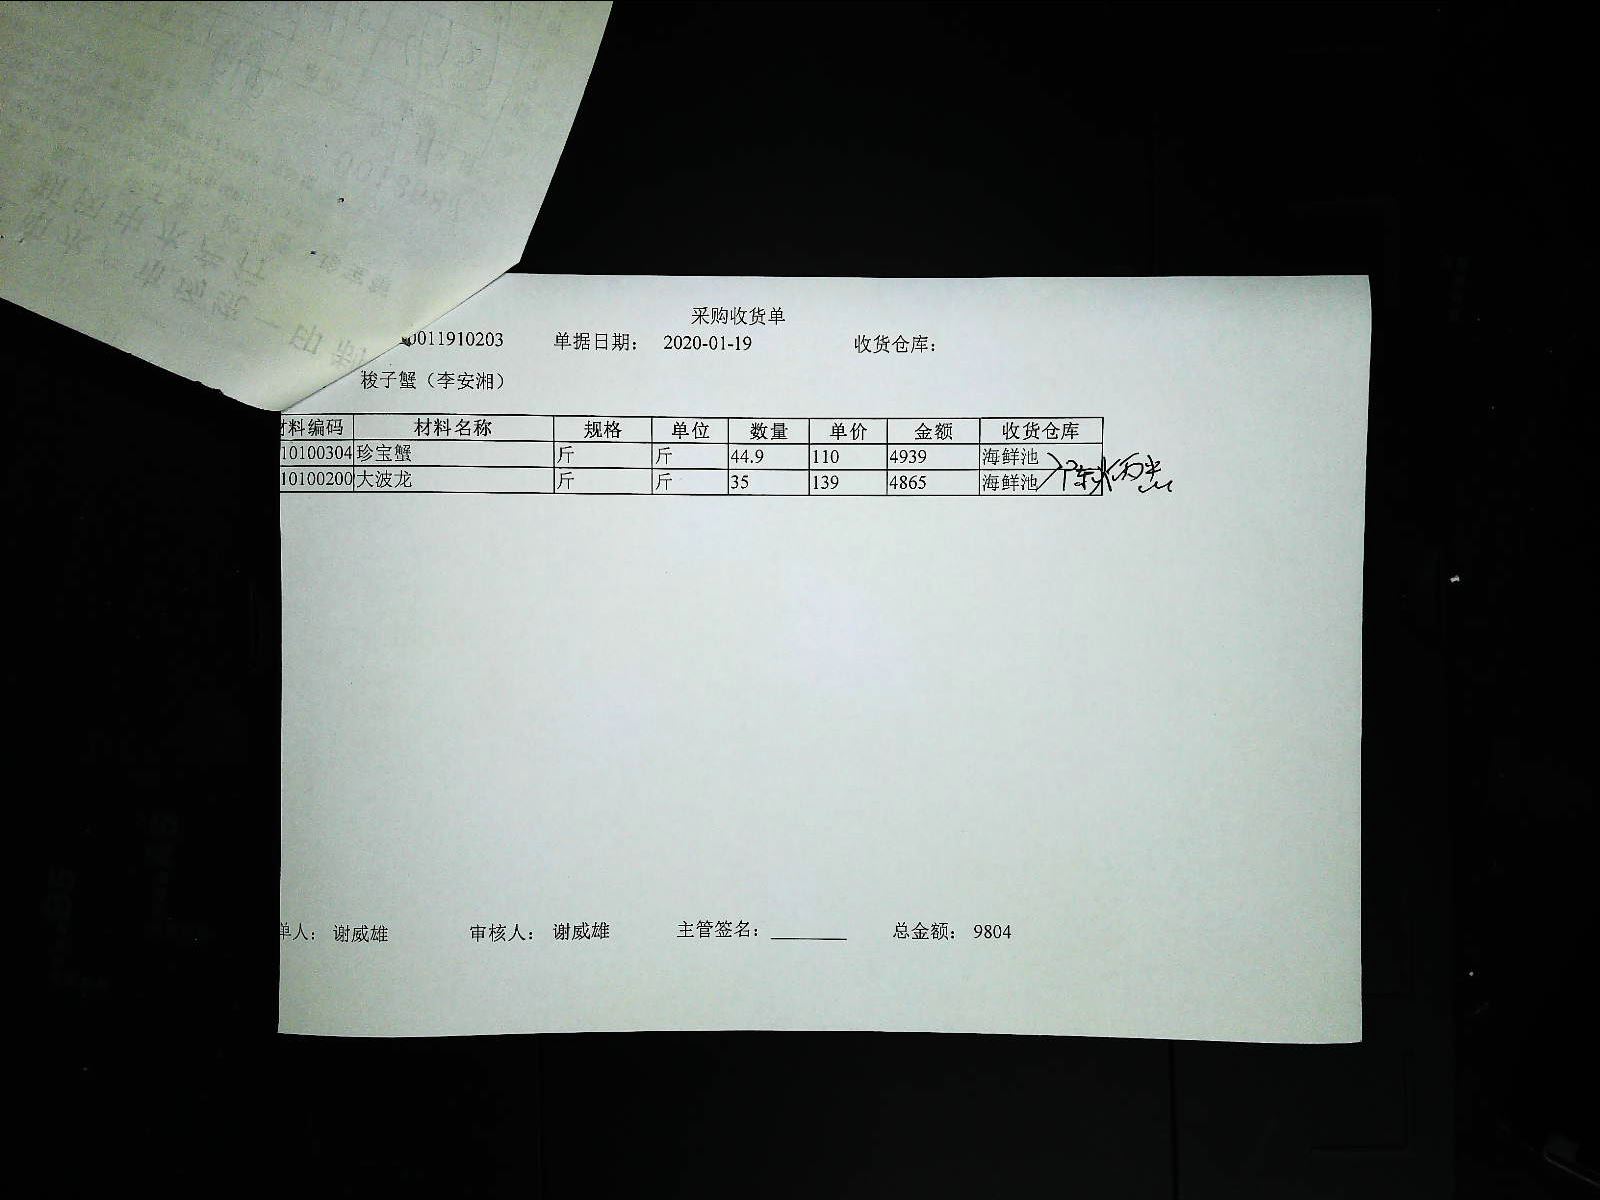 采购收货单
0011910203 单据日期: 2020-01-19 收货仓库:
梭子蟹（李安湘）
料编码 材料名称 规格 单位 数量 单价 金额 收货仓库
10100304 珍宝蟹 斤 斤 44.9 110 4939 海鲜池
10100200 大波龙 斤 斤 35 139 4865 海鲜池
单人: 谢威雄 审核人: 谢威雄 主管签名: 总金额: 9804